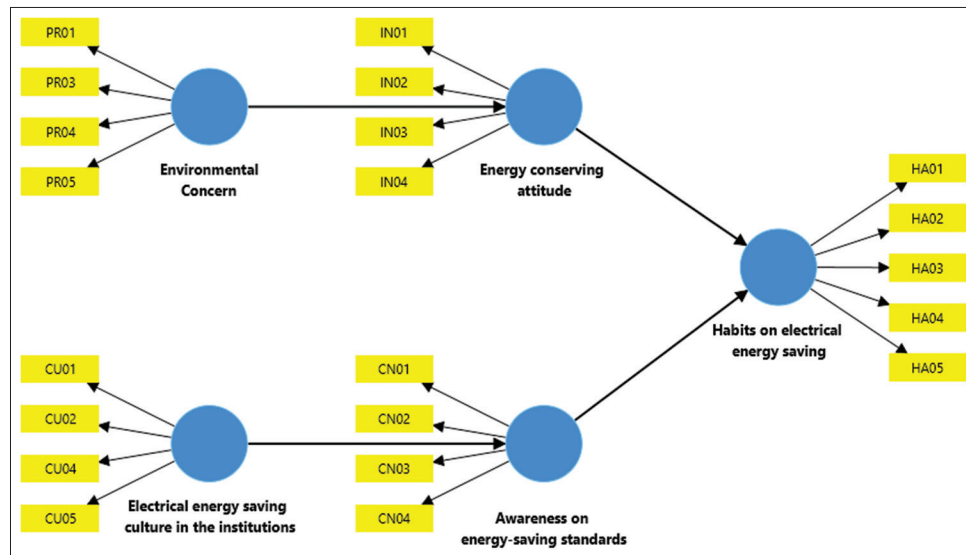 PR01
PR03
PR04
PR05
Environmental
Concern
IN01
IN02
IN03
IN04
Energy conserving
attitude
HA01
HA02
HA03
HA04
HA05
Habits on electrical
energy saving
CU01
CU02
CU04
CU05
Electrical energy saving
culture in the institutions
CN01
CN02
CN03
CN04
Awareness on
energy-saving standards